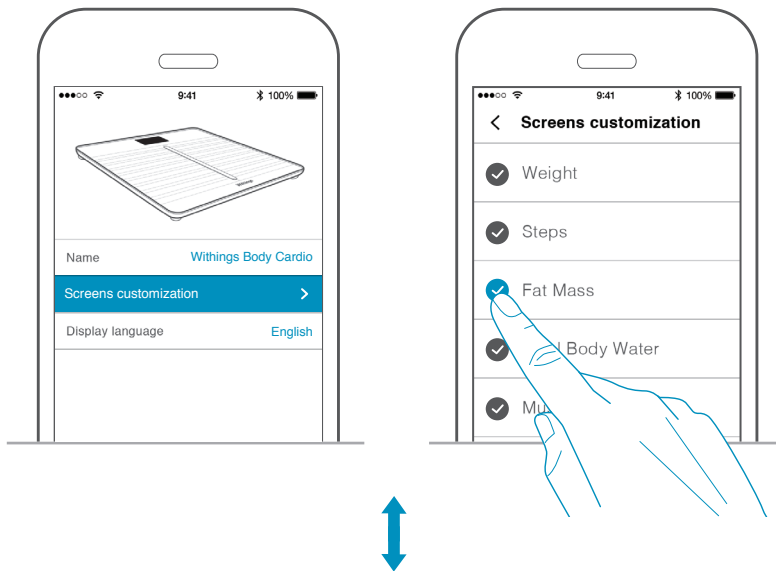 9:41
100%
Name
Withings Body Cardio
Screens customization
Display language
English
9:41
100%
Screens customization
Weight
Steps
Fat Mass
Body Water